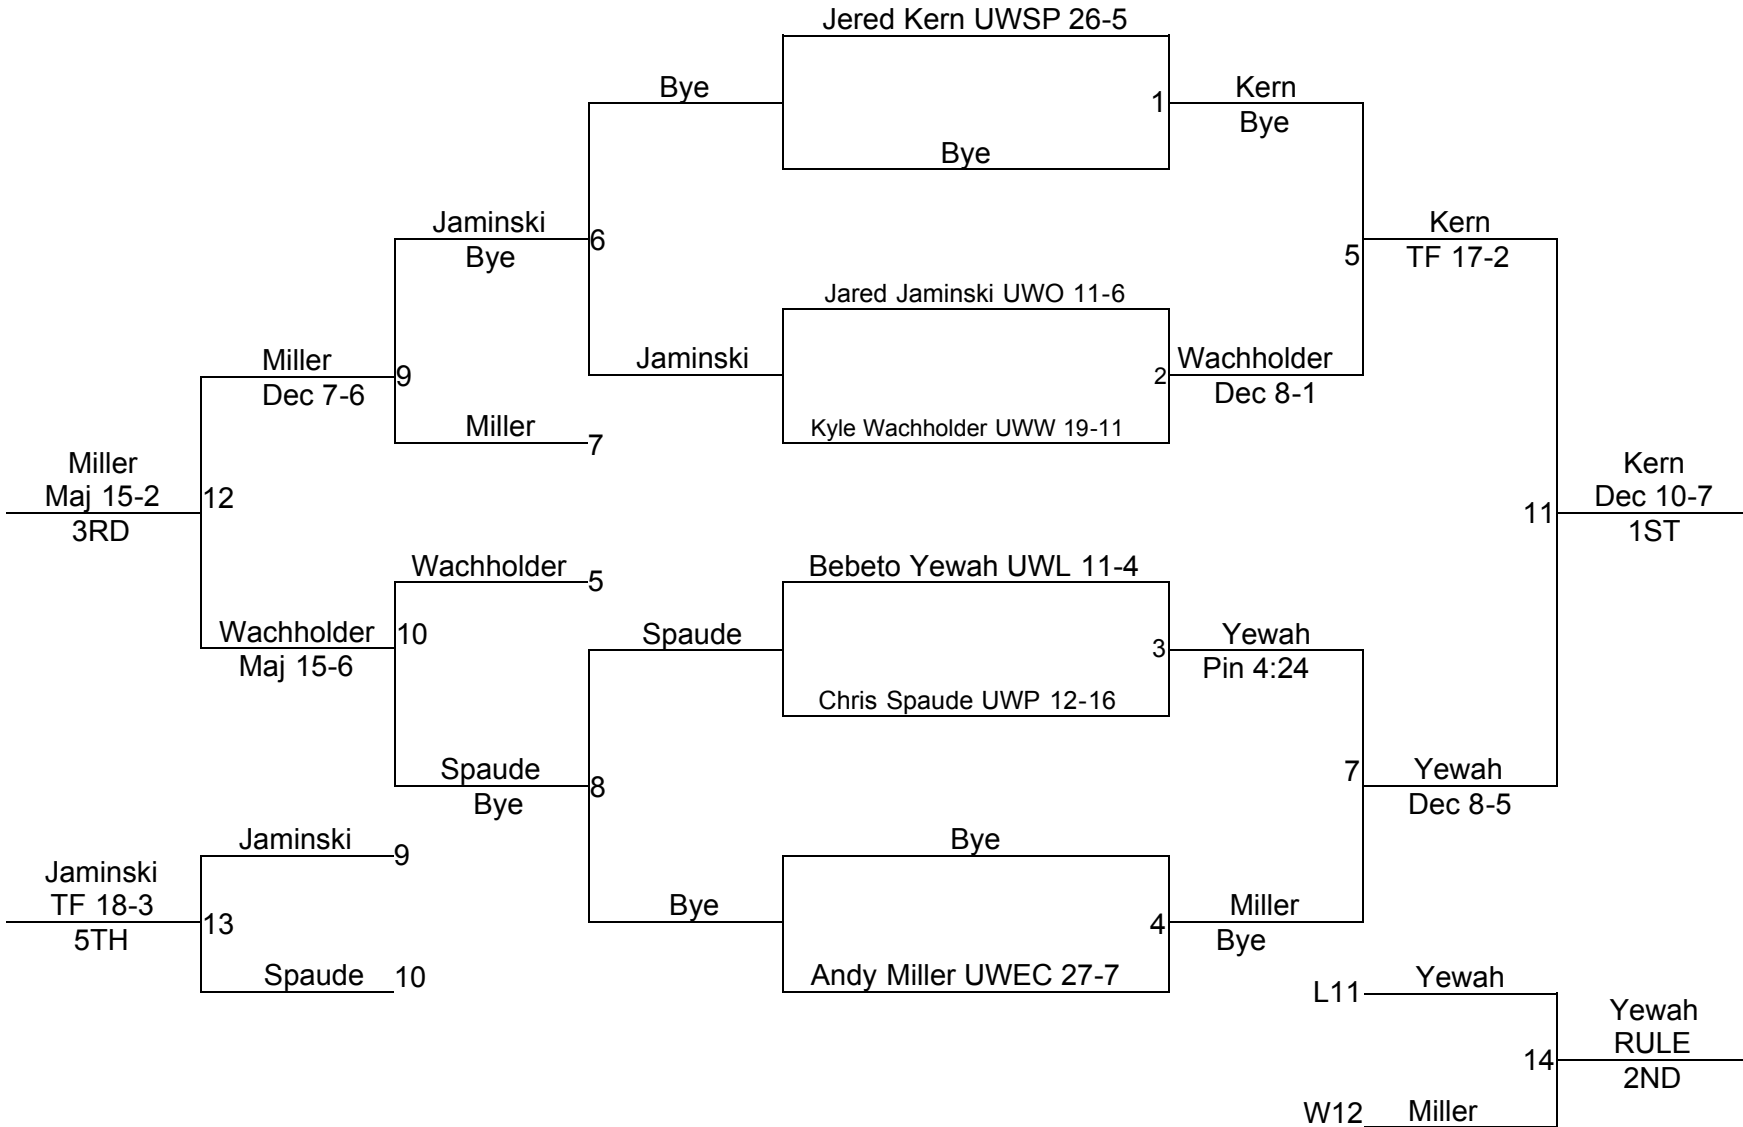 Jered Kern UWSP 26-5
Bye
1
Kern
Bye
Bye
Jaminski
Bye
6
Kern
TF 17-2
5
Jared Jaminski UWO 11-6
Miller
Dec 7-6
9
Jaminski
2
Wachholder
Dec 8-1
Miller
7
Kyle Wachholder UWW 19-11
Miller
Maj 15-2
3RD
12
Kern
Dec 10-7
1ST
11
Wachholder
5
Bebeto Yewah UWL 11-4
Wachholder
Maj 15-6
10
Spaude
3
Yewah
Pin 4:24
Chris Spaude UWP 12-16
Spaude
Bye
8
7
Yewah
Dec 8-5
Jaminski
9
Bye
Jaminski
TF 18-3
5TH
13
Bye
4
Miller
Bye
Spaude
10
Andy Miller UWEC 27-7
L11
Yewah
Yewah
RULE
2ND
14
W12
Miller